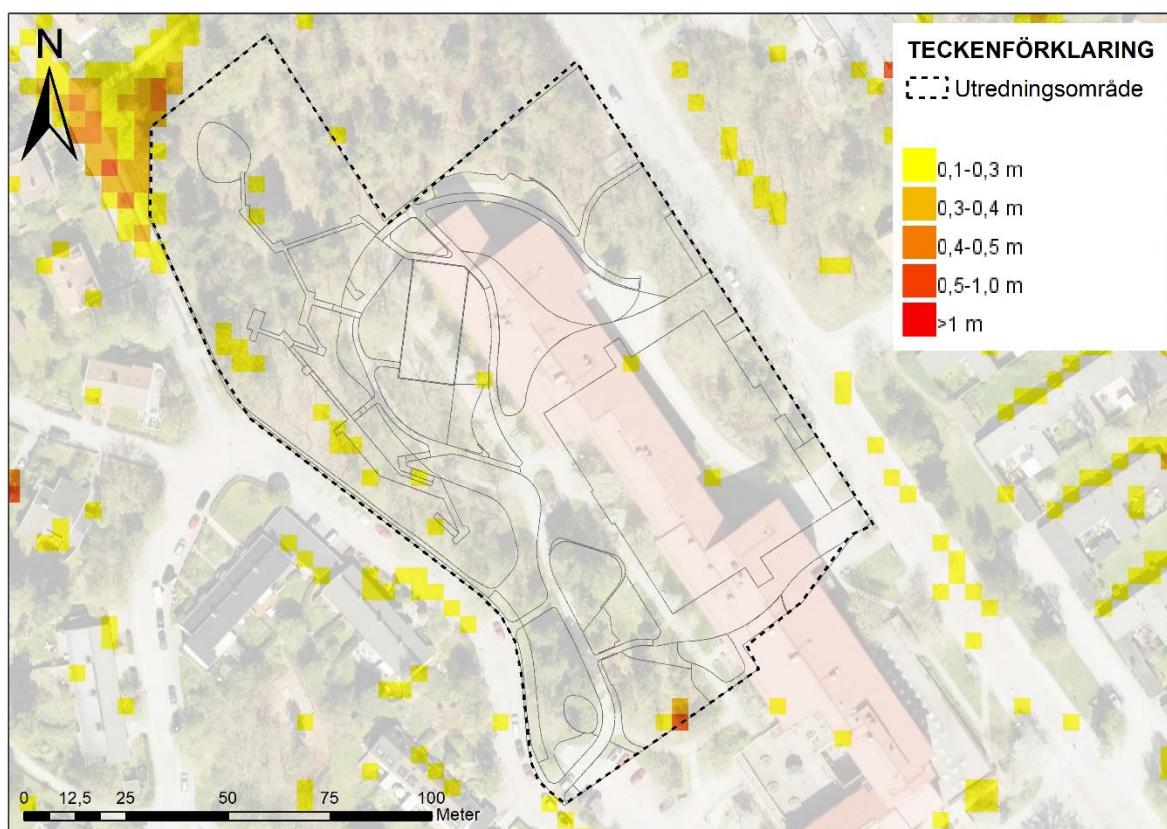 N
TECKENFÖRKLARING
Utredningsområde
0,1-0,3 m
0,3-0,4 m
0,4-0,5 m
0,5-1,0 m
>1 m
0 12,5 25 50 75 100
Meter